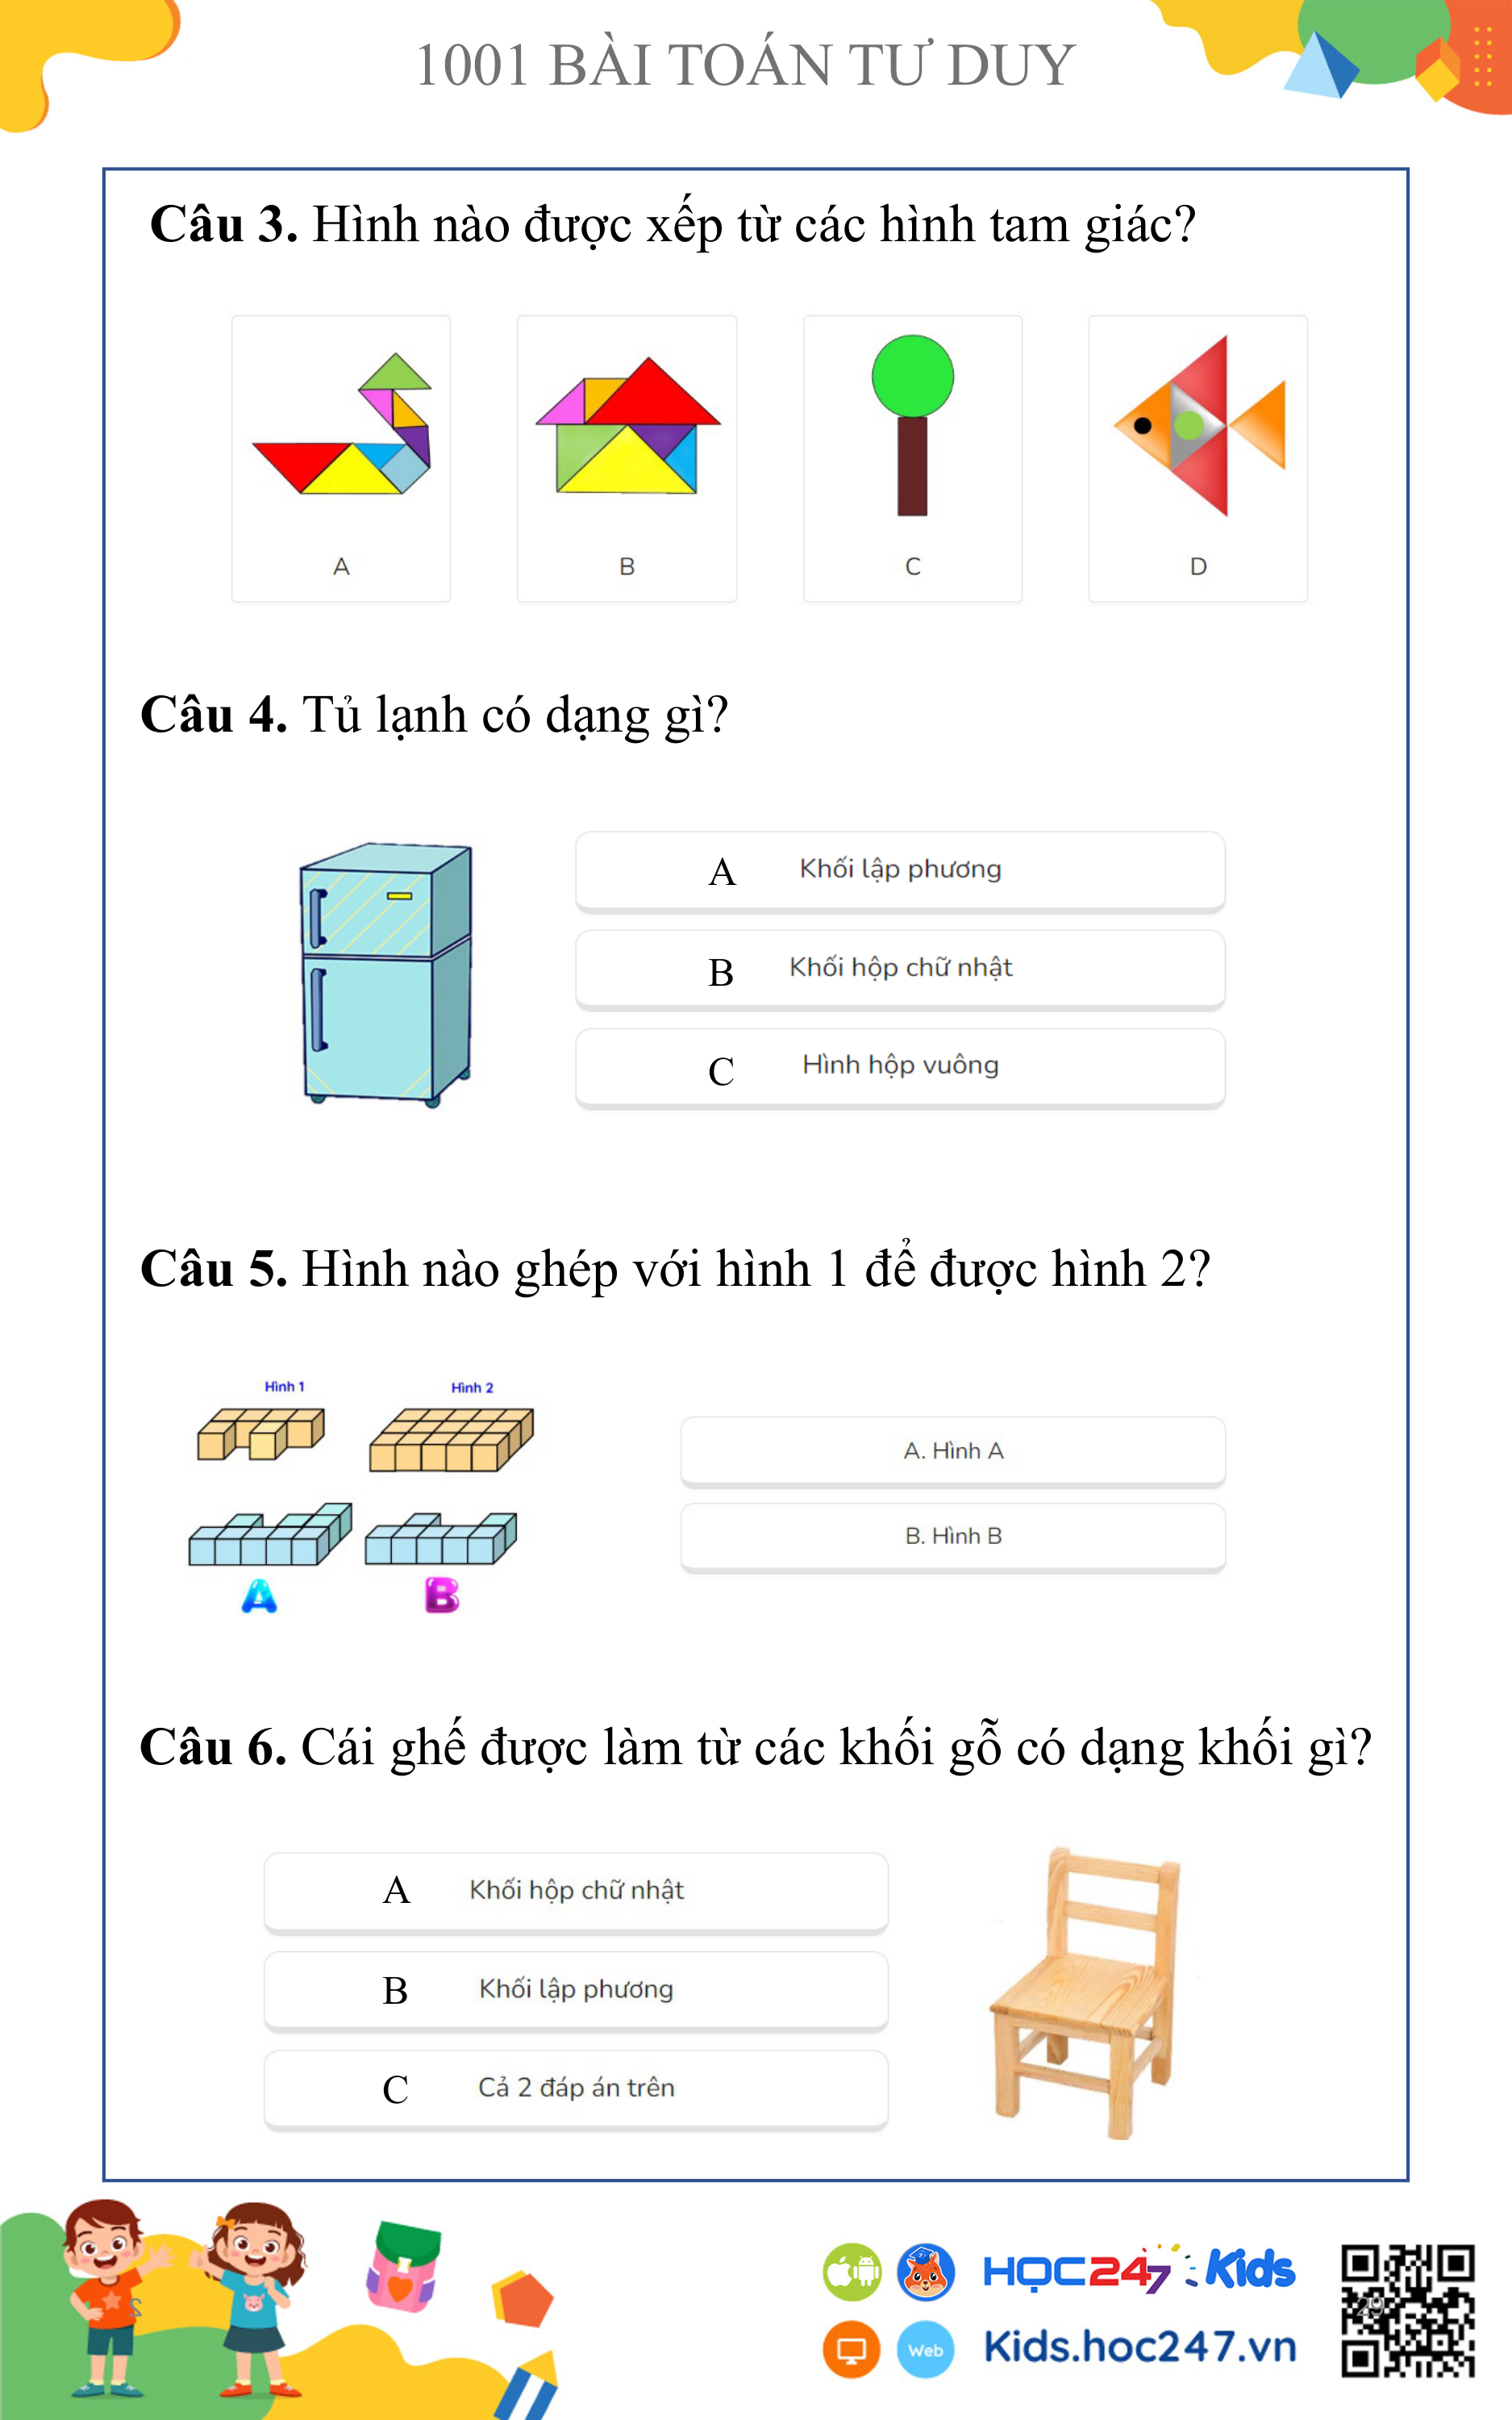 1001 BÀI TOÁN TƯ DUY
Câu 3. Hình nào được xếp từ các hình tam giác?
A
B
C
D
Câu 4. Tủ lạnh có dạng gì?
A Khối lập phương
B Khối hộp chữ nhật
C Hình hộp vuông
Câu 5. Hình nào ghép với hình 1 để được hình 2?
Hình 1
Hình 2
A. Hình A
B. Hình B
A
B
Câu 6. Cái ghế được làm từ các khối gỗ có dạng khối gì?
A Khối hộp chữ nhật
B Khối lập phương
C Cả 2 đáp án trên
HỌC247 Kids
29
2
Web
Kids.hoc247.vn